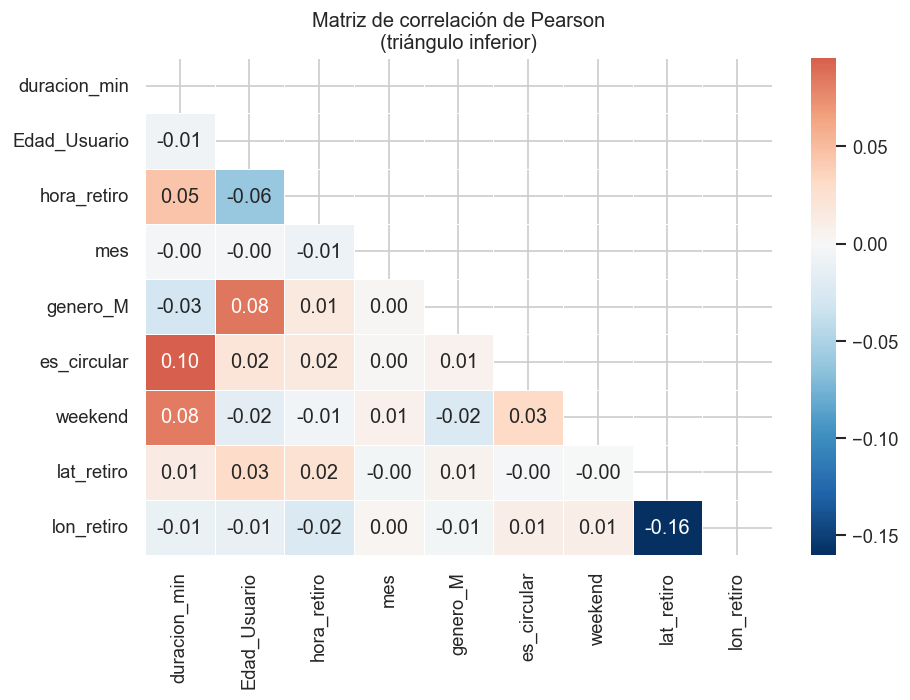 Matriz de correlación de Pearson
(triángulo inferior)
duracion_min
Edad_Usuario -0.01
hora_retiro 0.05 -0.06
mes -0.00 -0.00 -0.01
genero_M -0.03 0.08 0.01 0.00
es_circular 0.10 0.02 0.02 0.00 0.01
weekend 0.08 -0.02 -0.01 0.01 -0.02 0.03
lat_retiro 0.01 0.03 0.02 -0.00 0.01 -0.00 -0.00
lon_retiro -0.01 -0.01 -0.02 0.00 -0.01 0.01 0.01 -0.16
duracion_min
Edad_Usuario
hora_retiro
mes
genero_M
es_circular
weekend
lat_retiro
lon_retiro
0.05
0.00
-0.05
-0.10
-0.15